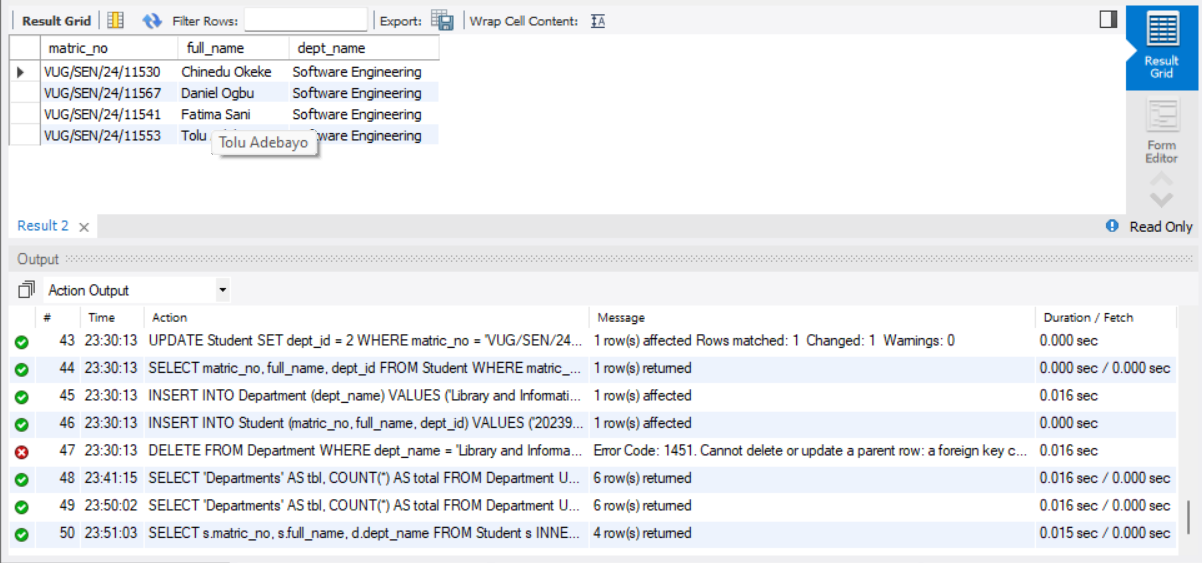 Result Grid Filter Rows: Export: Wrap Cell Content: IA
matric_no full_name dept_name
VUG/SEN/24/11530 Chinedu Okeke Software Engineering
VUG/SEN/24/11567 Daniel Ogbu Software Engineering
VUG/SEN/24/11541 Fatima Sani Software Engineering
VUG/SEN/24/11553 Tolu ware Engineering
Tolu Adebayo
Result Grid
Form Editor
Result 2 × Read Only
Output
Action Output
# Time Action Message Duration / Fetch
43 23:30:13 UPDATE Student SET dept_id = 2 WHERE matric_no = 'VUG/SEN/24... 1 row(s) affected Rows matched: 1 Changed: 1 Warnings: 0 0.000 sec
44 23:30:13 SELECT matric_no, full_name, dept_id FROM Student WHERE matric_... 1 row(s) returned 0.000 sec / 0.000 sec
45 23:30:13 INSERT INTO Department (dept_name) VALUES ('Library and Informati... 1 row(s) affected 0.016 sec
46 23:30:13 INSERT INTO Student (matric_no, full_name, dept_id) VALUES ('20239... 1 row(s) affected 0.000 sec
47 23:30:13 DELETE FROM Department WHERE dept_name = 'Library and Informa... Error Code: 1451. Cannot delete or update a parent row: a foreign key c... 0.016 sec
48 23:41:15 SELECT 'Departments' AS tbl, COUNT(*) AS total FROM Department U... 6 row(s) returned 0.016 sec / 0.000 sec
49 23:50:02 SELECT 'Departments' AS tbl, COUNT(*) AS total FROM Department U... 6 row(s) returned 0.016 sec / 0.000 sec
50 23:51:03 SELECT s.matric_no, s.full_name, d.dept_name FROM Student s INNE... 4 row(s) returned 0.015 sec / 0.000 sec